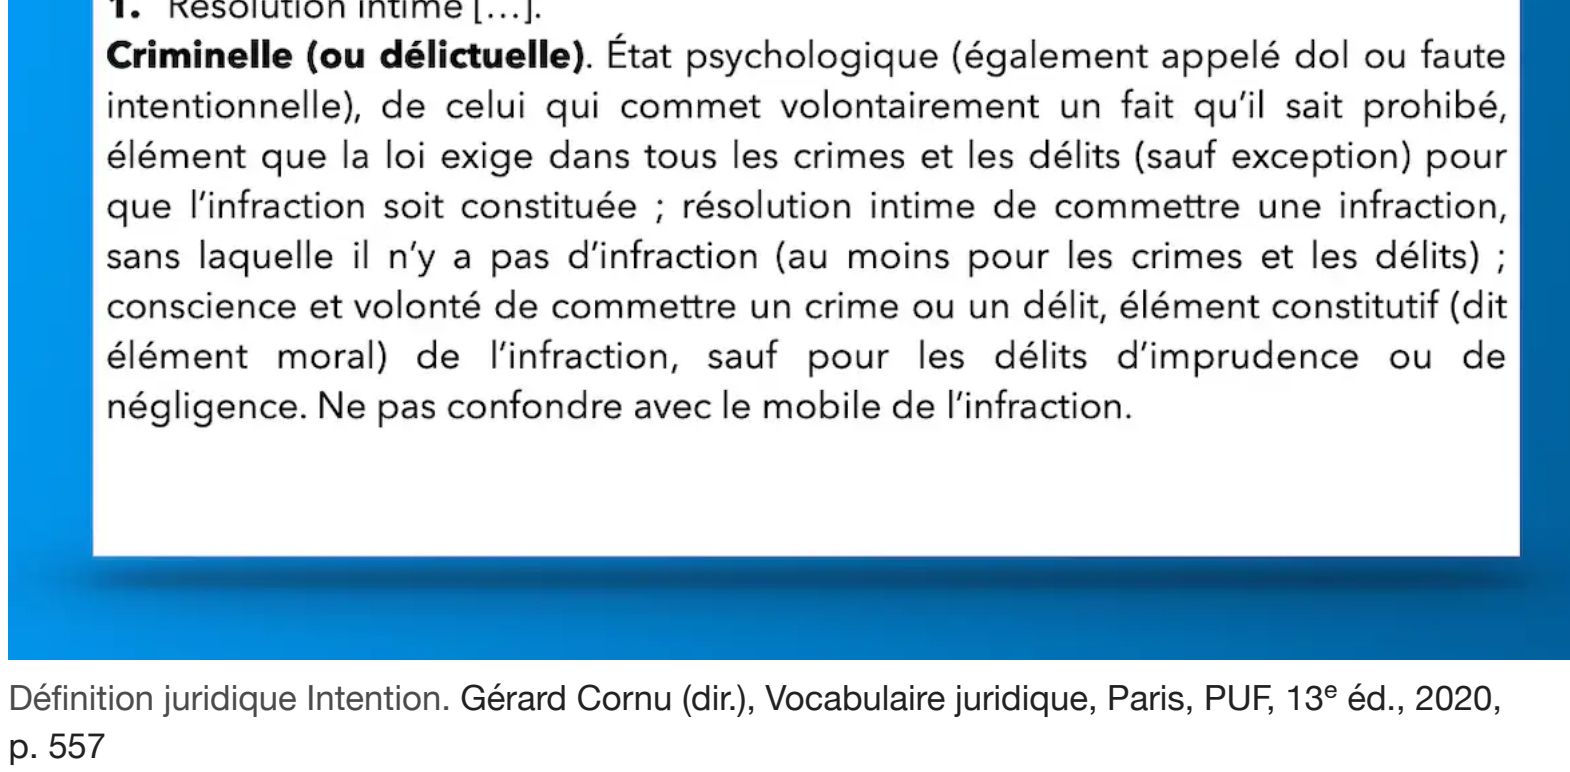 1. Résolution intime […].
Criminelle (ou délictuelle). État psychologique (également appelé dol ou faute
intentionnelle), de celui qui commet volontairement un fait qu’il sait prohibé,
élément que la loi exige dans tous les crimes et les délits (sauf exception) pour
que l’infraction soit constituée ; résolution intime de commettre une infraction,
sans laquelle il n’y a pas d’infraction (au moins pour les crimes et les délits) ;
conscience et volonté de commettre un crime ou un délit, élément constitutif (dit
élément moral) de l’infraction, sauf pour les délits d’imprudence ou de
négligence. Ne pas confondre avec le mobile de l’infraction.
Définition juridique Intention. Gérard Cornu (dir.), Vocabulaire juridique, Paris, PUF, 13ᵉ éd., 2020,
p. 557